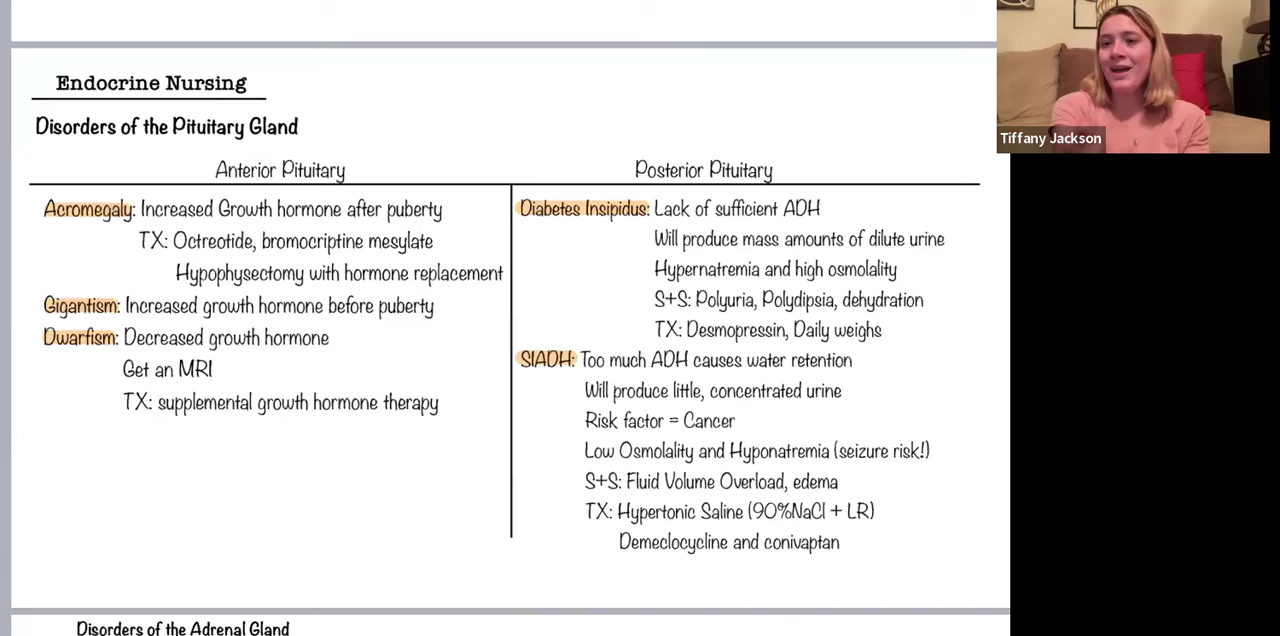 Endocrine Nursing
Disorders of the Pituitary Gland
Anterior Pituitary
Acromegaly: Increased Growth hormone after puberty
TX: Octreotide, bromocriptine mesylate
Hypophysectomy with hormone replacement
Gigantism: Increased growth hormone before puberty
Dwarfism: Decreased growth hormone
Get an MRI
TX: supplemental growth hormone therapy
Posterior Pituitary
Diabetes Insipidus: Lack of sufficient ADH
Will produce mass amounts of dilute urine
Hypernatremia and high osmolality
S+S: Polyuria, Polydipsia, dehydration
TX: Desmopressin, Daily weighs
SIADH: Too much ADH causes water retention
Will produce little, concentrated urine
Risk factor = Cancer
Low Osmolality and Hyponatremia (seizure risk!)
S+S: Fluid Volume Overload, edema
TX: Hypertonic Saline (90%NaCl + LR)
Demeclocycline and conivaptan
Disorders of the Adrenal Gland
Tiffany Jackson